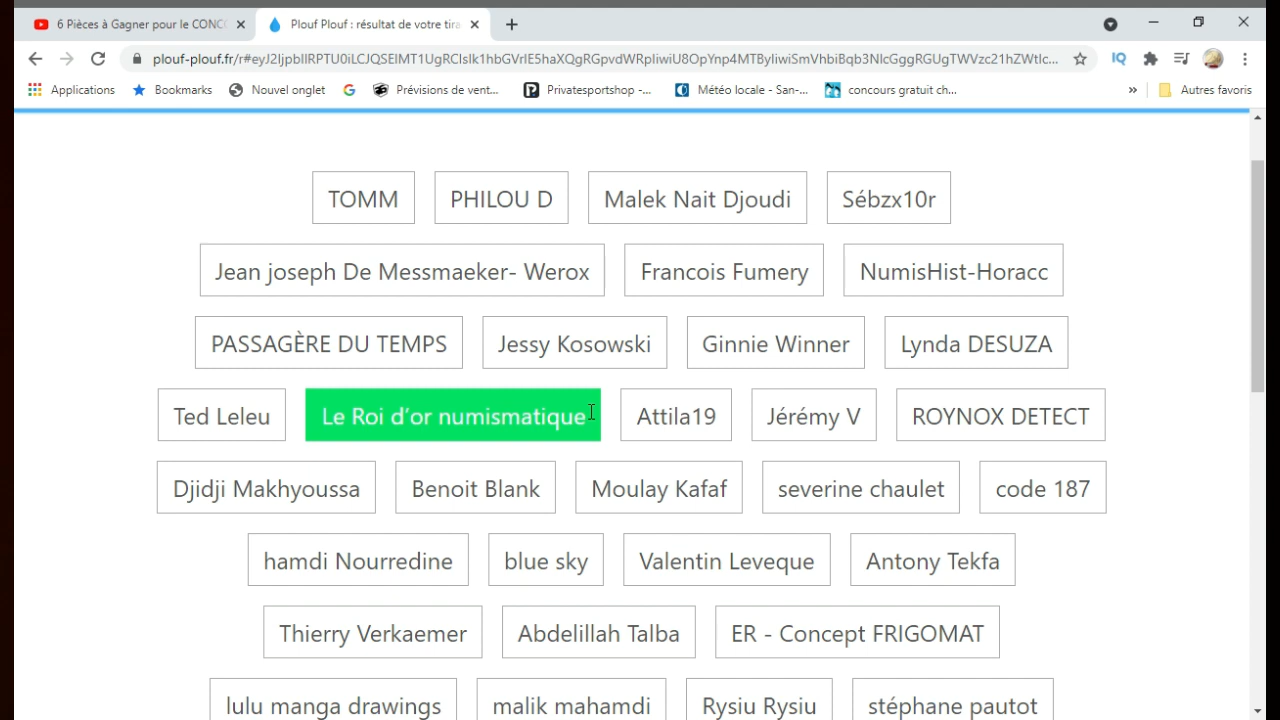 6 Pièces à Gagner pour le CONC
Plouf Plouf : résultat de votre tira
Applications Bookmarks Nouvel onglet Prévisions de vent... Privatesportshop -... Météo locale - San-... concours gratuit ch... » Autres favoris
TOMM PHILOU D Malek Nait Djoudi Sébzx10r
Jean joseph De Messmaeker- Werox Francois Fumery NumisHist-Horacc
PASSAGÈRE DU TEMPS Jessy Kosowski Ginnie Winner Lynda DESUZA
Ted Leleu Le Roi d’or numismatique Attila19 Jérémy V ROYNOX DETECT
Djidji Makhyoussa Benoit Blank Moulay Kafaf severine chaulet code 187
hamdi Nourredine blue sky Valentin Leveque Antony Tekfa
Thierry Verkaemer Abdelillah Talba ER - Concept FRIGOMAT
lulu manga drawings malik mahamdi Rysiu Rysiu stéphane pautot